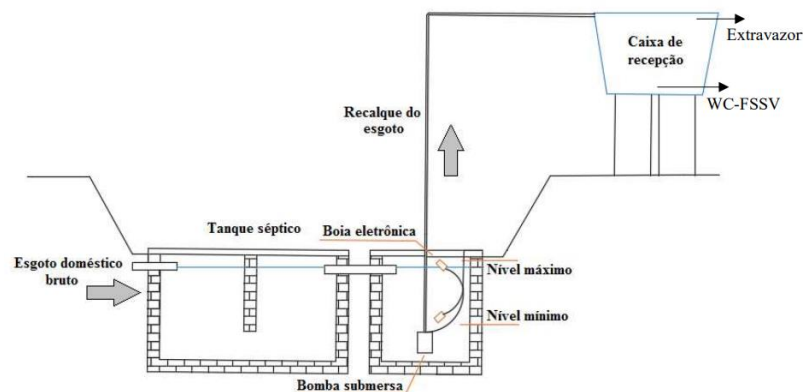 Caixa de
recepção
Extravazor
WC-FSSV
Recalque do
esgoto
Tanque séptico
Boia eletrônica
Esgoto doméstico
bruto
Nível máximo
Nível mínimo
Bomba submersa